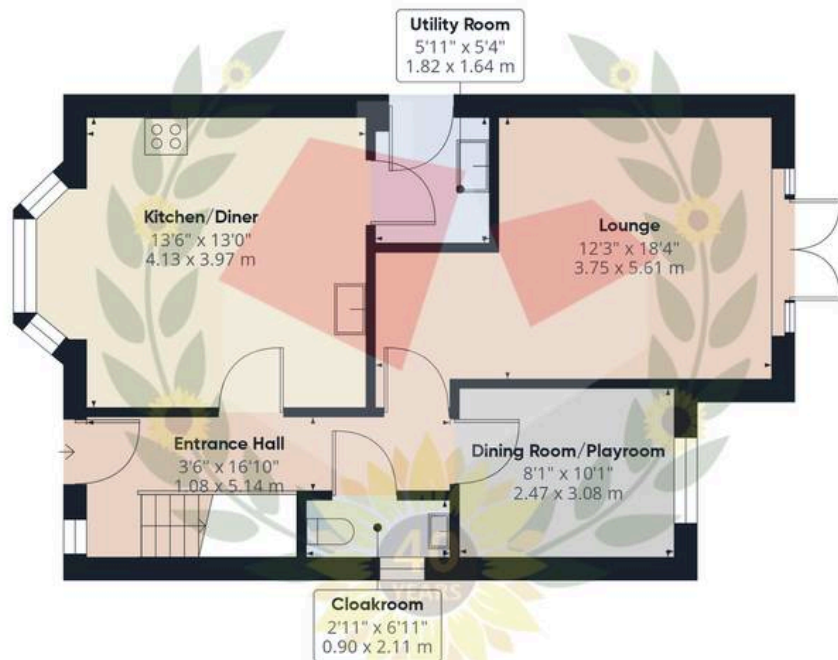 Utility Room
5'11" x 5'4"
1.82 x 1.64 m
Kitchen/Diner
13'6" x 13'0"
4.13 x 3.97 m
Lounge
12'3" x 18'4"
3.75 x 5.61 m
Entrance Hall
3'6" x 16'10"
1.08 x 5.14 m
Dining Room/Playroom
8'1" x 10'1"
2.47 x 3.08 m
40
YEARS
Cloakroom
2'11" x 6'11"
0.90 x 2.11 m